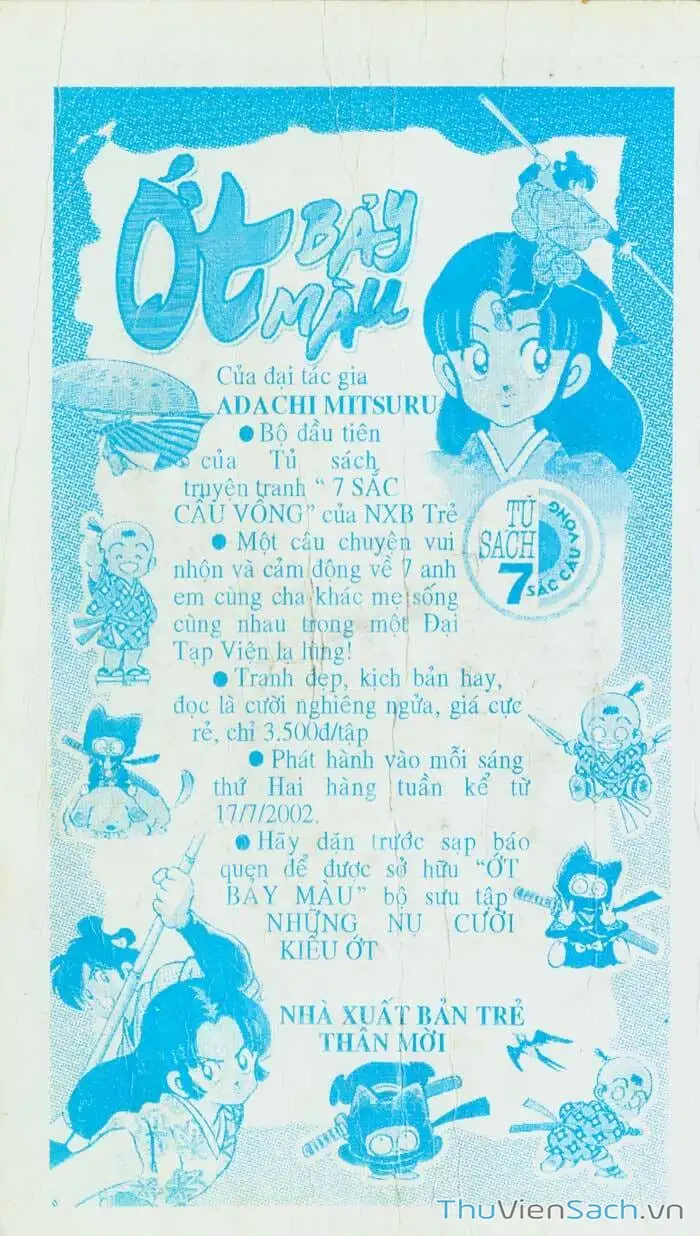 ỚT BẢY
MÀU
Của đại tác gia
ADACHI MITSURU
● Bộ đầu tiên
của Tủ sách
truyện tranh “ 7 SẮC
CẦU VỒNG” của NXB Trẻ
● Một câu chuyện vui
nhộn và cảm động về 7 anh
em cùng cha khác mẹ sống
cùng nhau trong một Đại
Tạp Viện lạ lùng!
● Tranh đẹp, kịch bản hay,
đọc là cười nghiêng ngửa, giá cực
rẻ, chỉ 3.500đ/tập
● Phát hành vào mỗi sáng
thứ Hai hàng tuần kể từ
17/7/2002.
● Hãy dặn trước sạp báo
quen để được sở hữu “ỚT
BẢY MÀU” bộ sưu tập
NHỮNG NỤ CƯỜI
KIỂU ỚT
TỦ
SÁCH
7 SẮC CẦU VỒNG
NHÀ XUẤT BẢN TRẺ
THÂN MỜI
ThuVienSach.vn